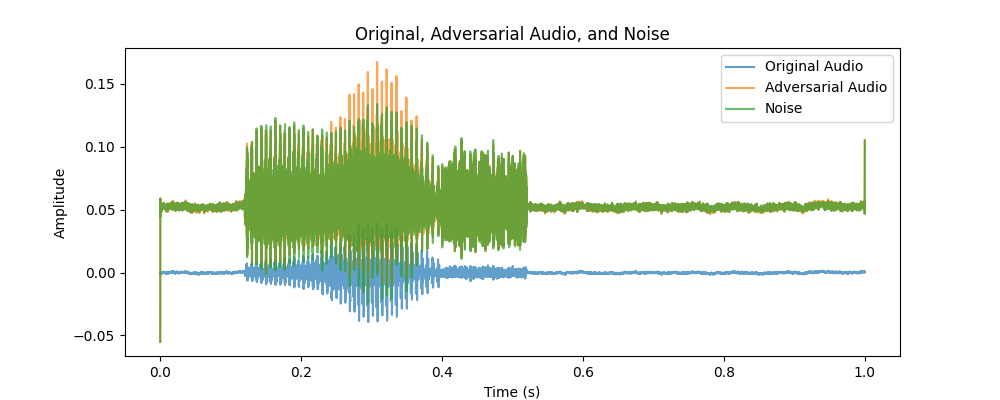 Original, Adversarial Audio, and Noise
Original Audio
Adversarial Audio
Noise
Amplitude
0.15
0.10
0.05
0.00
−0.05
0.0 0.2 0.4 0.6 0.8 1.0
Time (s)